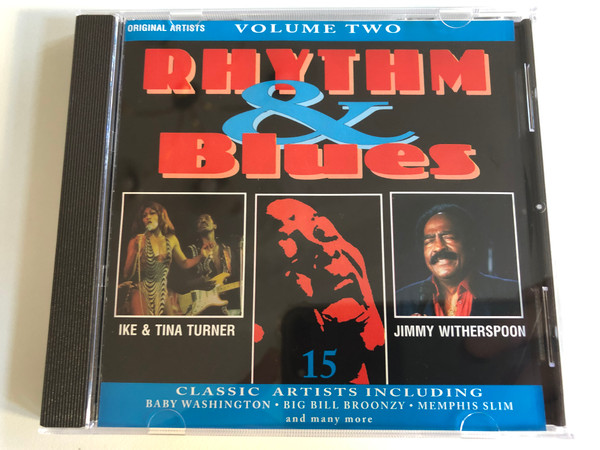 ORIGINAL ARTISTS
VOLUME TWO
RHYTHM
&
Blues
IKE & TINA TURNER
JIMMY WITHERSPOON
15
CLASSIC ARTISTS INCLUDING
BABY WASHINGTON • BIG BILL BROONZY • MEMPHIS SLIM
and many more